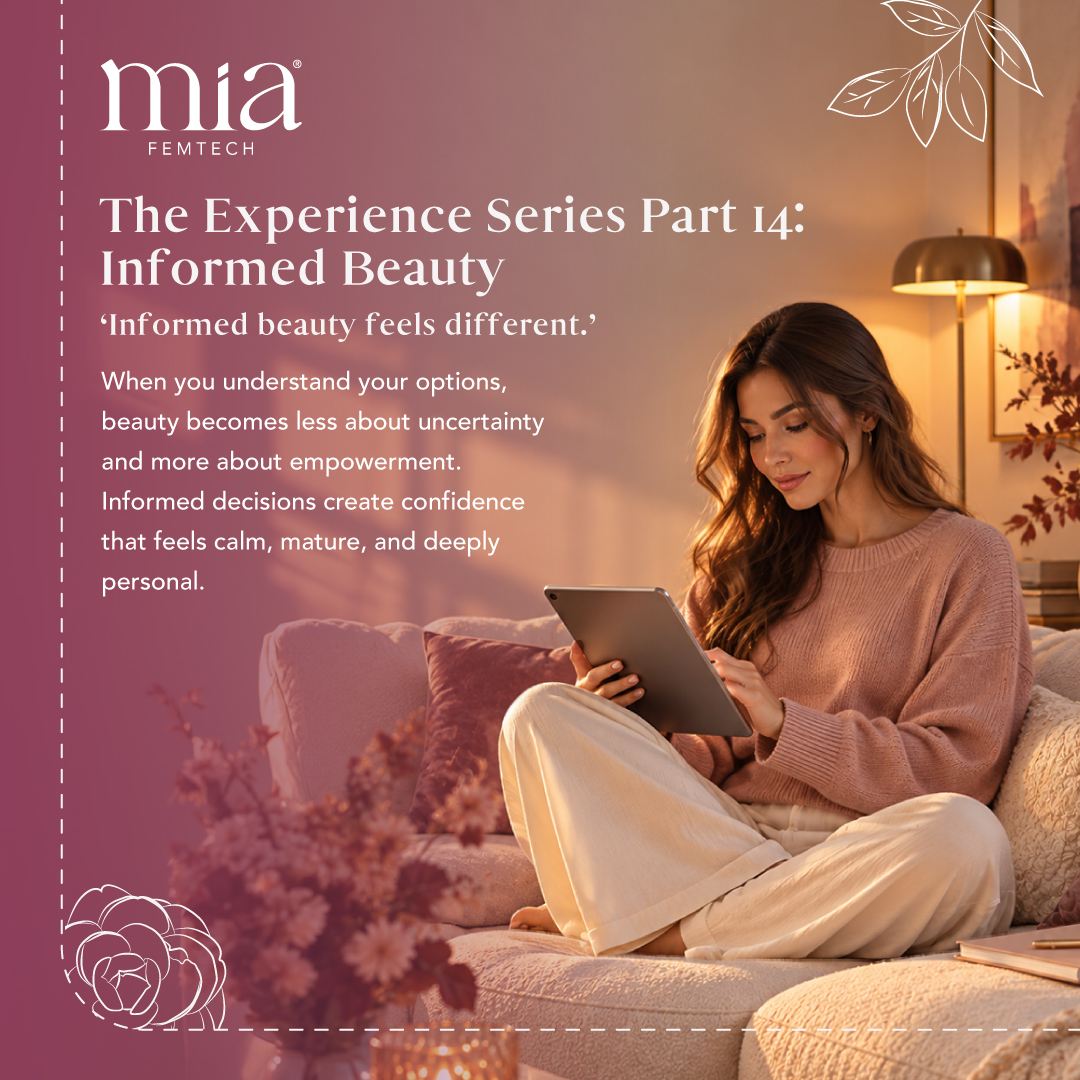 mia®
FEMTECH
The Experience Series Part 14:
Informed Beauty
‘Informed beauty feels different.’
When you understand your options,
beauty becomes less about uncertainty
and more about empowerment.
Informed decisions create confidence
that feels calm, mature, and deeply
personal.